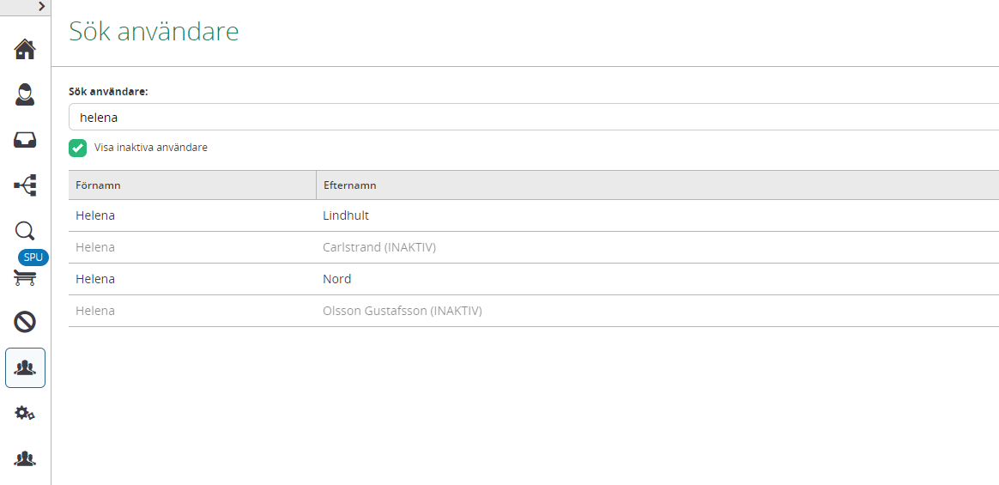 Sök användare
Sök användare:
helena
Visa inaktiva användare
Förnamn Efternamn
Helena Lindhult
Helena Carlstrand (INAKTIV)
Helena Nord
Helena Olsson Gustafsson (INAKTIV)
SPU